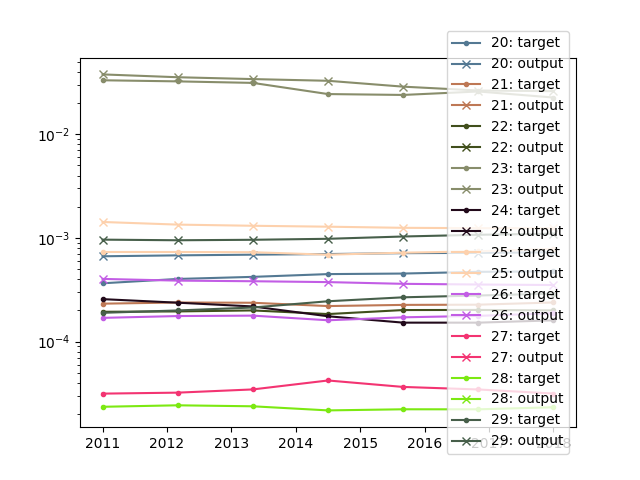 20: target
20: output
21: target
21: output
22: target
22: output
23: target
23: output
24: target
24: output
25: target
25: output
26: target
26: output
27: target
27: output
28: target
28: output
29: target
29: output
10⁻²
10⁻³
10⁻⁴
2011 2012 2013 2014 2015 2016 2017 2018